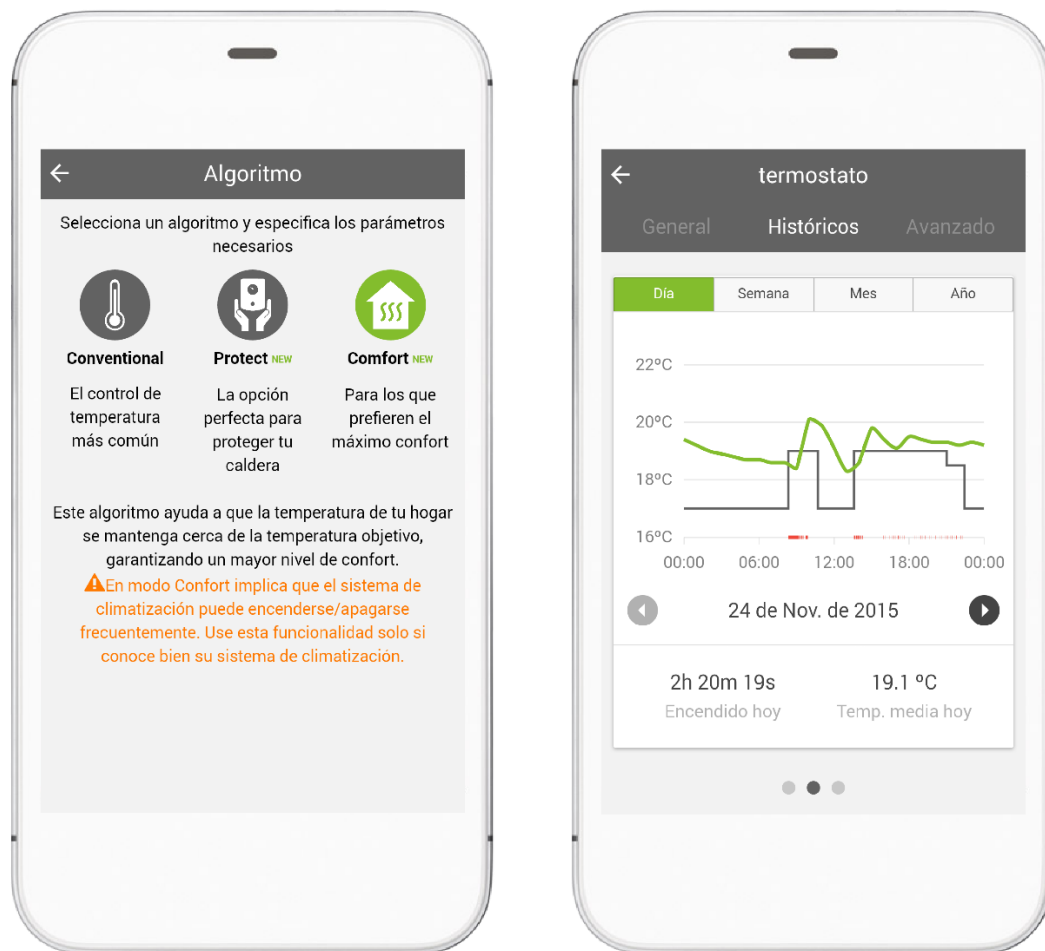 Algoritmo
Selecciona un algoritmo y especifica los parámetros
necesarios
Conventional
El control de
temperatura
más común
Protect NEW
La opción
perfecta para
proteger tu
caldera
Comfort NEW
Para los que
prefieren el
máximo confort
Este algoritmo ayuda a que la temperatura de tu hogar
se mantenga cerca de la temperatura objetivo,
garantizando un mayor nivel de confort.
En modo Confort implica que el sistema de
climatización puede encenderse/apagarse
frecuentemente. Use esta funcionalidad solo si
conoce bien su sistema de climatización.
termostato
General Históricos Avanzado
Día Semana Mes Año
22ºC
20ºC
18ºC
16ºC
00:00 06:00 12:00 18:00 00:00
24 de Nov. de 2015
2h 20m 19s 19.1 ºC
Encendido hoy Temp. media hoy